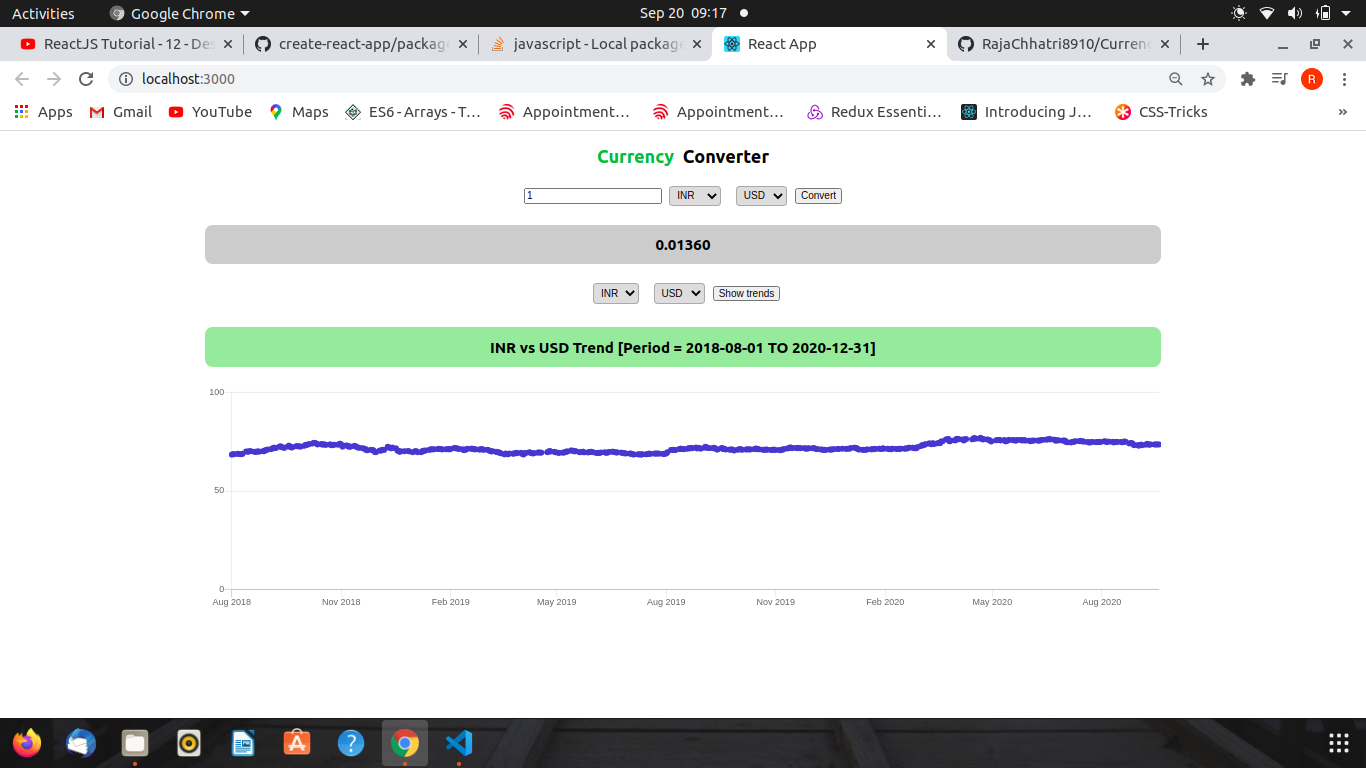 Activities Google Chrome Sep 20 09:17
ReactJS Tutorial - 12 - Des create-react-app/package javascript - Local package React App RajaChhatri8910/Curren
localhost:3000 R
Apps Gmail YouTube Maps ES6 - Arrays - T… Appointment… Appointment… Redux Essenti… Introducing J… CSS-Tricks »
Currency Converter
1 INR USD Convert
0.01360
INR USD Show trends
INR vs USD Trend [Period = 2018-08-01 TO 2020-12-31]
100
50
0
Aug 2018 Nov 2018 Feb 2019 May 2019 Aug 2019 Nov 2019 Feb 2020 May 2020 Aug 2020